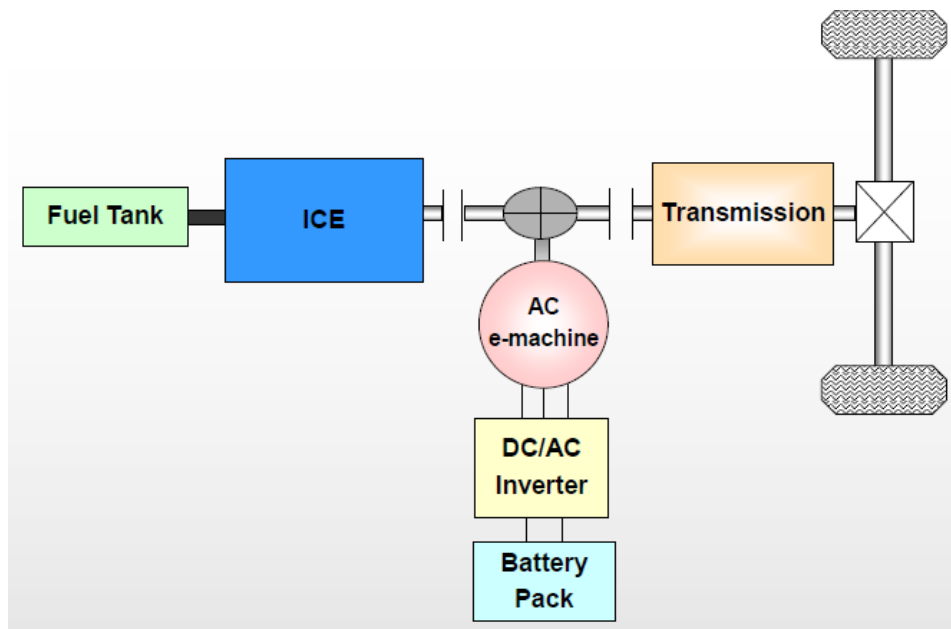 Fuel Tank
ICE
Transmission
AC
e-machine
DC/AC
Inverter
Battery
Pack